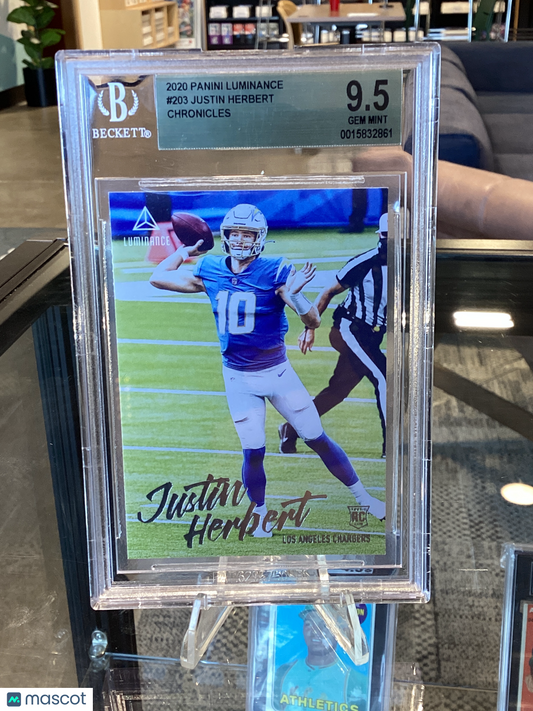 2020 PANINI LUMINANCE
#203 JUSTIN HERBERT
CHRONICLES
9.5
GEM MINT
0015832861
B
BECKETT®
LUMINANCE
10
Justin
Herbert
RC
LOS ANGELES CHARGERS
ATHLETICS
mascot